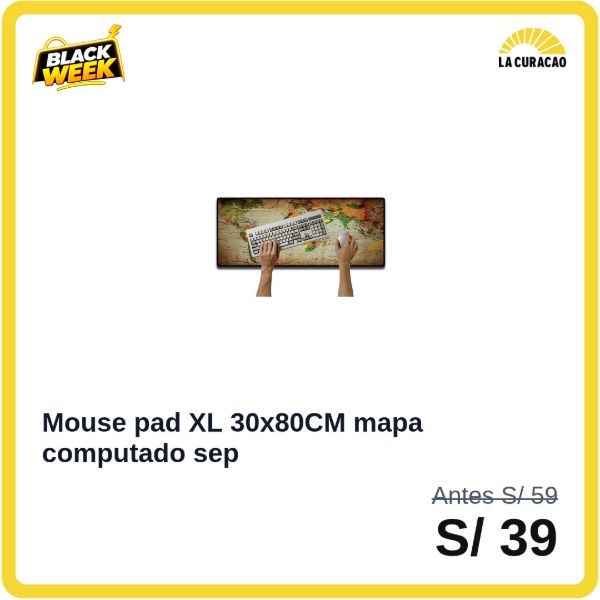 BLACK
WEEK
LA CURACAO
Mouse pad XL 30x80CM mapa
computado sep
Antes S/ 59
S/ 39